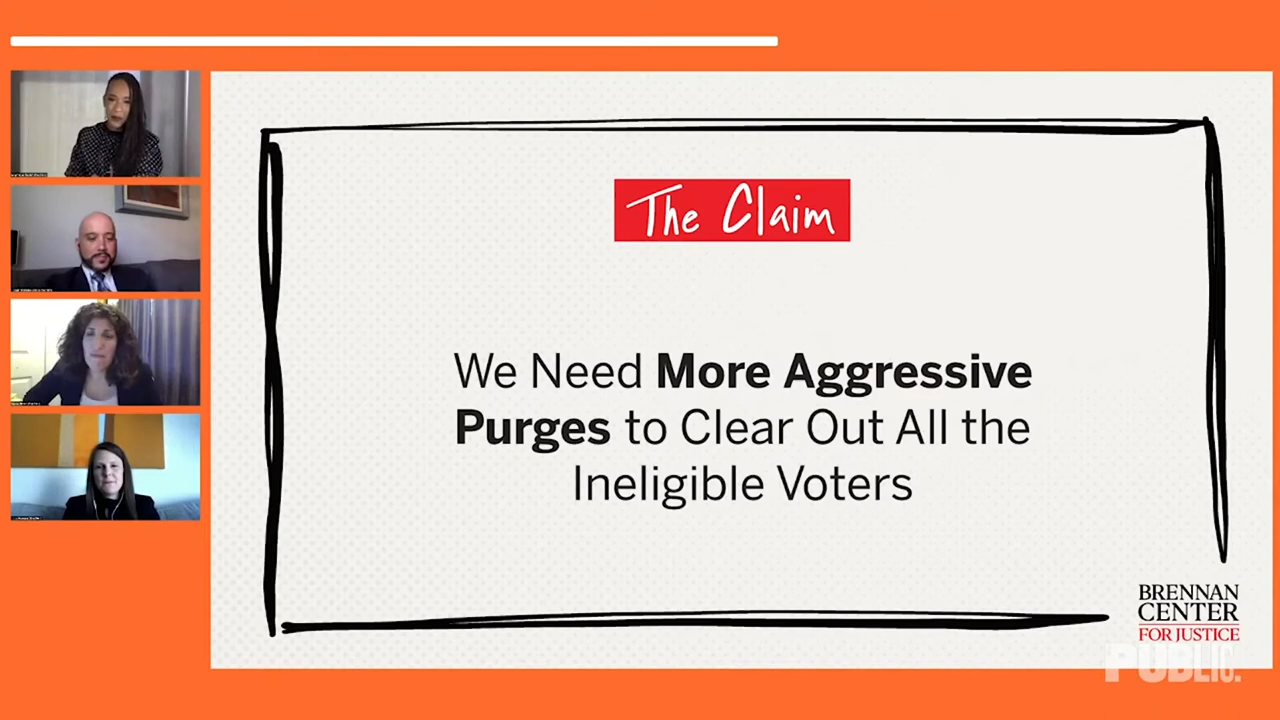 The Claim
We Need More Aggressive
Purges to Clear Out All the
Ineligible Voters
BRENNAN
CENTER
FOR JUSTICE
PUBLIC.